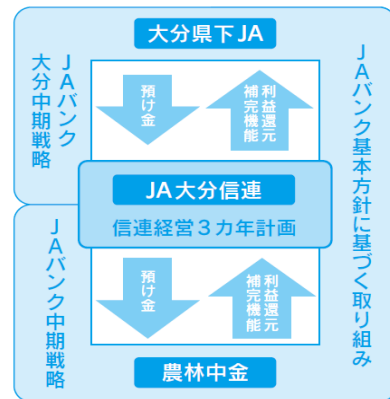 大分県下JA
JAバンク
大分中期戦略
預け金
利益還元
補完機能
JAバンク基本方針に基づく取り組み
JA大分信連
信連経営3カ年計画
JAバンク中期戦略
預け金
利益還元
補完機能
農林中金